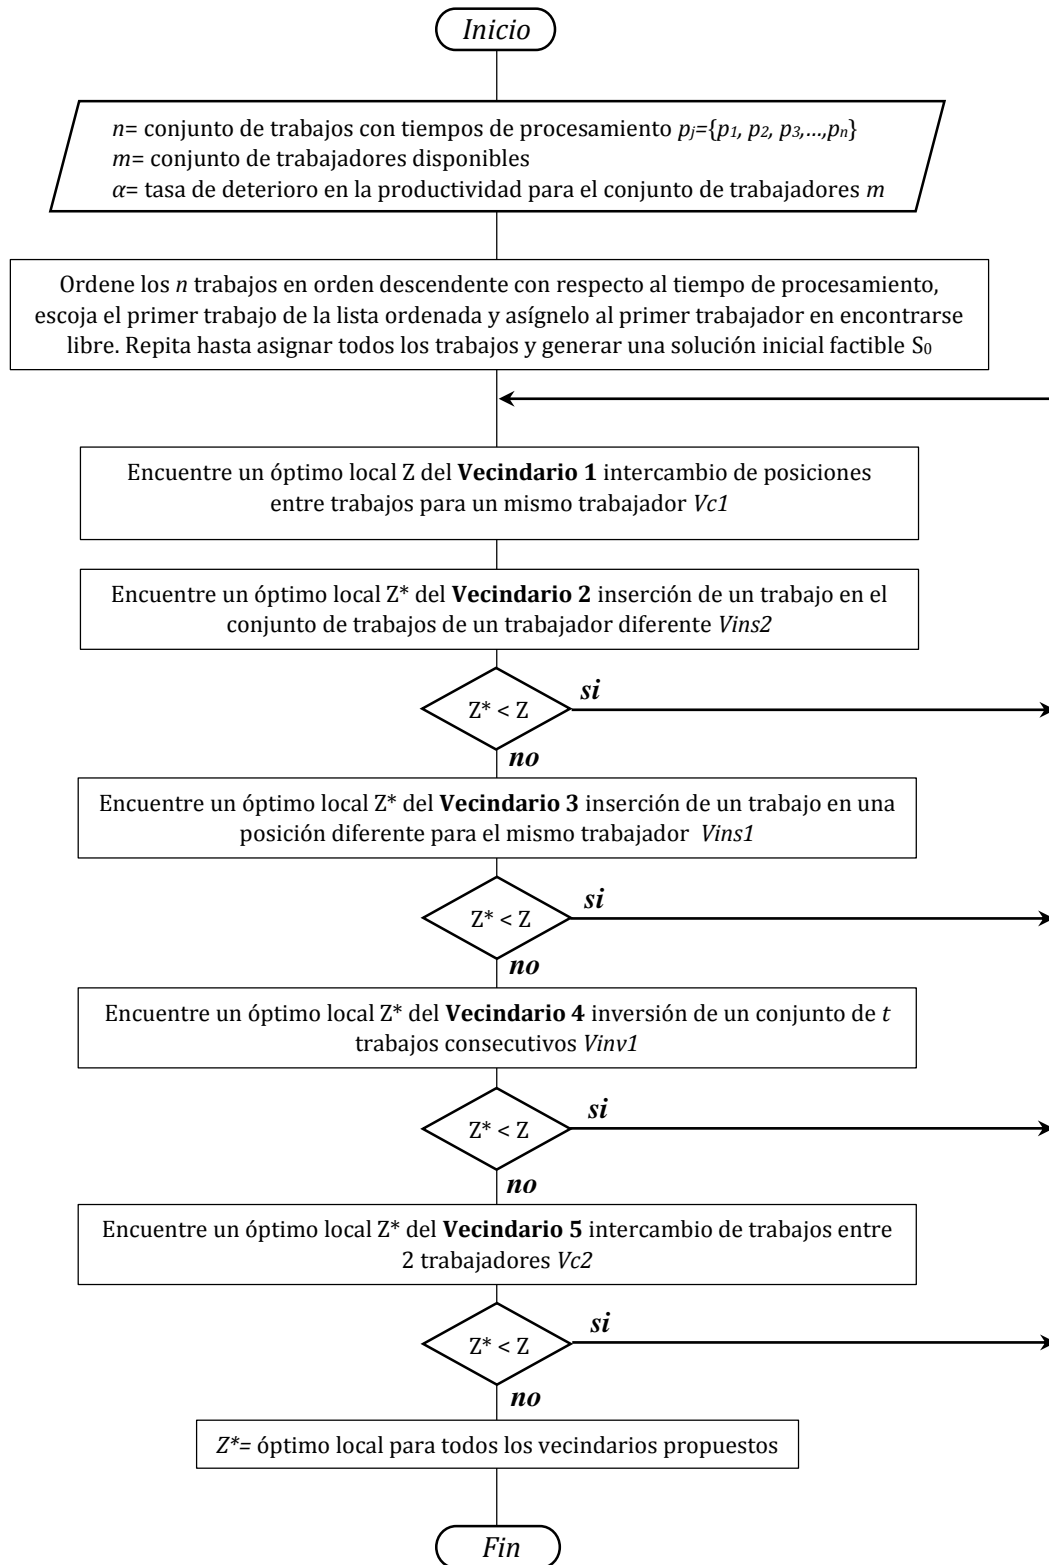 Inicio
n= conjunto de trabajos con tiempos de procesamiento pj={p1, p2, p3,...,pn}
m= conjunto de trabajadores disponibles
α= tasa de deterioro en la productividad para el conjunto de trabajadores m
Ordene los n trabajos en orden descendente con respecto al tiempo de procesamiento,
escoja el primer trabajo de la lista ordenada y asígnelo al primer trabajador en encontrarse
libre. Repita hasta asignar todos los trabajos y generar una solución inicial factible S0
Encuentre un óptimo local Z del Vecindario 1 intercambio de posiciones
entre trabajos para un mismo trabajador Vc1
Encuentre un óptimo local Z* del Vecindario 2 inserción de un trabajo en el
conjunto de trabajos de un trabajador diferente Vins2
Z* < Z
si
no
Encuentre un óptimo local Z* del Vecindario 3 inserción de un trabajo en una
posición diferente para el mismo trabajador Vins1
Z* < Z
si
no
Encuentre un óptimo local Z* del Vecindario 4 inversión de un conjunto de t
trabajos consecutivos Vinv1
Z* < Z
si
no
Encuentre un óptimo local Z* del Vecindario 5 intercambio de trabajos entre
2 trabajadores Vc2
Z* < Z
si
no
Z*= óptimo local para todos los vecindarios propuestos
Fin